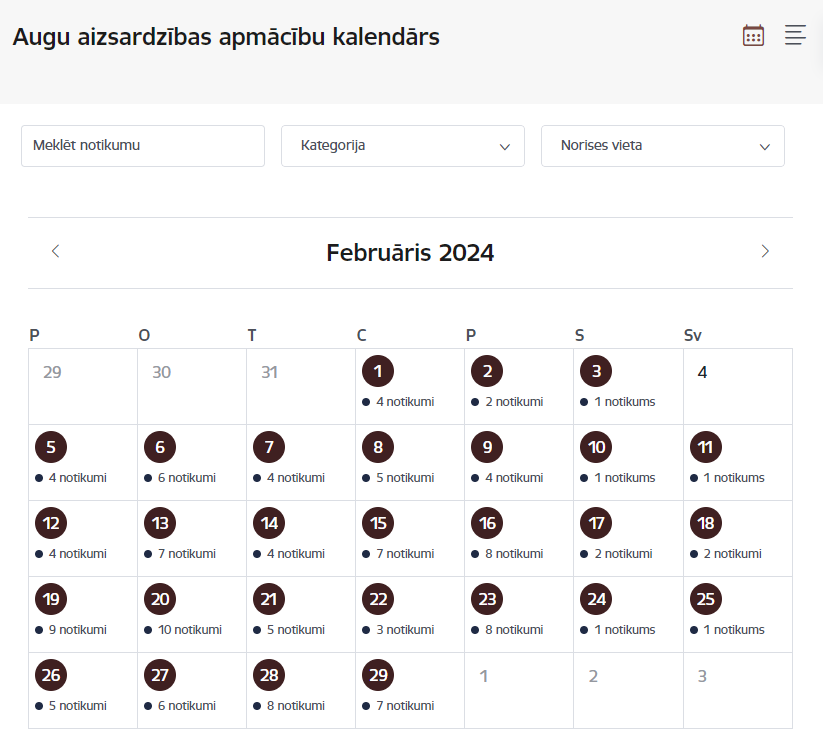 Augu aizsardzības apmācību kalendārs
Meklēt notikumu Kategorija Norises vieta
Februāris 2024
P O T C P S Sv
29 30 31 1 2 3 4
4 notikumi 2 notikumi 1 notikums
5 6 7 8 9 10 11
4 notikumi 6 notikumi 4 notikumi 5 notikumi 4 notikumi 1 notikums 1 notikums
12 13 14 15 16 17 18
4 notikumi 7 notikumi 4 notikumi 7 notikumi 8 notikumi 2 notikumi 2 notikumi
19 20 21 22 23 24 25
9 notikumi 10 notikumi 5 notikumi 3 notikumi 8 notikumi 1 notikums 1 notikums
26 27 28 29 1 2 3
5 notikumi 6 notikumi 8 notikumi 7 notikumi